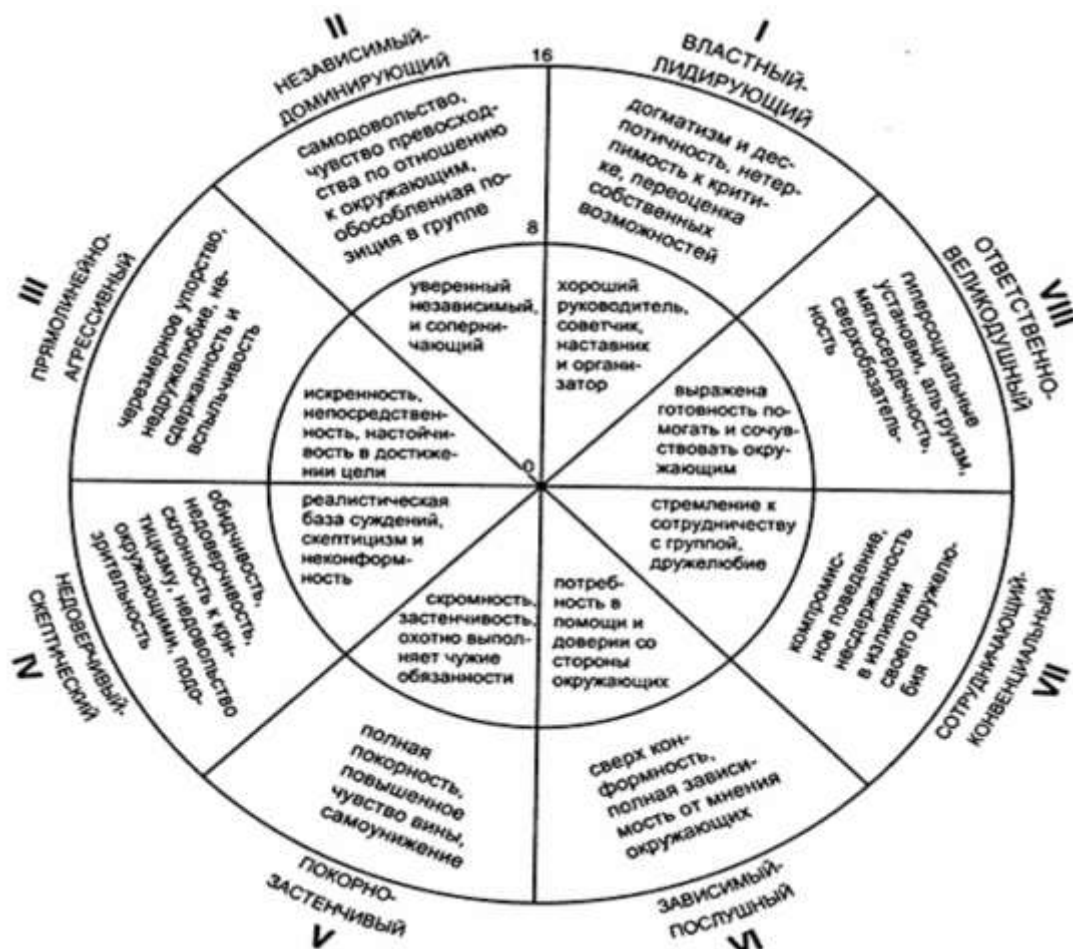 I
ВЛАСТНЫЙ-
ЛИДИРУЮЩИЙ
догматизм и дес-
потичность, нетер-
пимость к крити-
ке, переоценка
собственных
возможностей
хороший
руководитель,
советчик,
наставник
и органи-
затор
II
НЕЗАВИСИМЫЙ-
ДОМИНИРУЮЩИЙ
самодовольство,
чувство превосход-
ства по отношению
к окружающим,
обособленная по-
зиция в группе
уверенный
независимый,
и соперни-
чающий
16
8
0
III
ПРЯМОЛИНЕЙНО-
АГРЕССИВНЫЙ
черезмерное упорство,
недружелюбие, не-
сдержанность и
вспыльчивость
искренность,
непосредствен-
ность, настойчи-
вость в достиже-
нии цели
IV
НЕДОВЕРЧИВЫЙ-
СКЕПТИЧЕСКИЙ
обидчивость,
недоверчивость,
склонность к кри-
тицизму, недовольство
окружающими, подо-
зрительность
реалистическая
база суждений,
скептицизм и
неконформ-
ность
V
ПОКОРНО-
ЗАСТЕНЧИВЫЙ
полная
покорность,
повышенное
чувство вины,
самоунижение
скромность,
застенчивость,
охотно выпол-
няет чужие
обязанности
VI
ЗАВИСИМЫЙ-
ПОСЛУШНЫЙ
сверх кон-
формность,
полная зависи-
мость от мнения
окружающих
потреб-
ность в
помощи и
доверии со
стороны
окружающих
VII
СОТРУДНИЧАЮЩИЙ-
КОНВЕНЦИАЛЬНЫЙ
компромис-
ное поведение,
несдержанность
в излиянии
своего дружелю-
бия
стремление к
сотрудничеству
с группой,
дружелюбие
VIII
ОТВЕТСТВЕННО-
ВЕЛИКОДУШНЫЙ
гиперсоциальные
установки, альтруизм,
мягкосердечность,
сверхобязатель-
ность
выражена
готовность по-
могать и сочув-
ствовать окру-
жающим